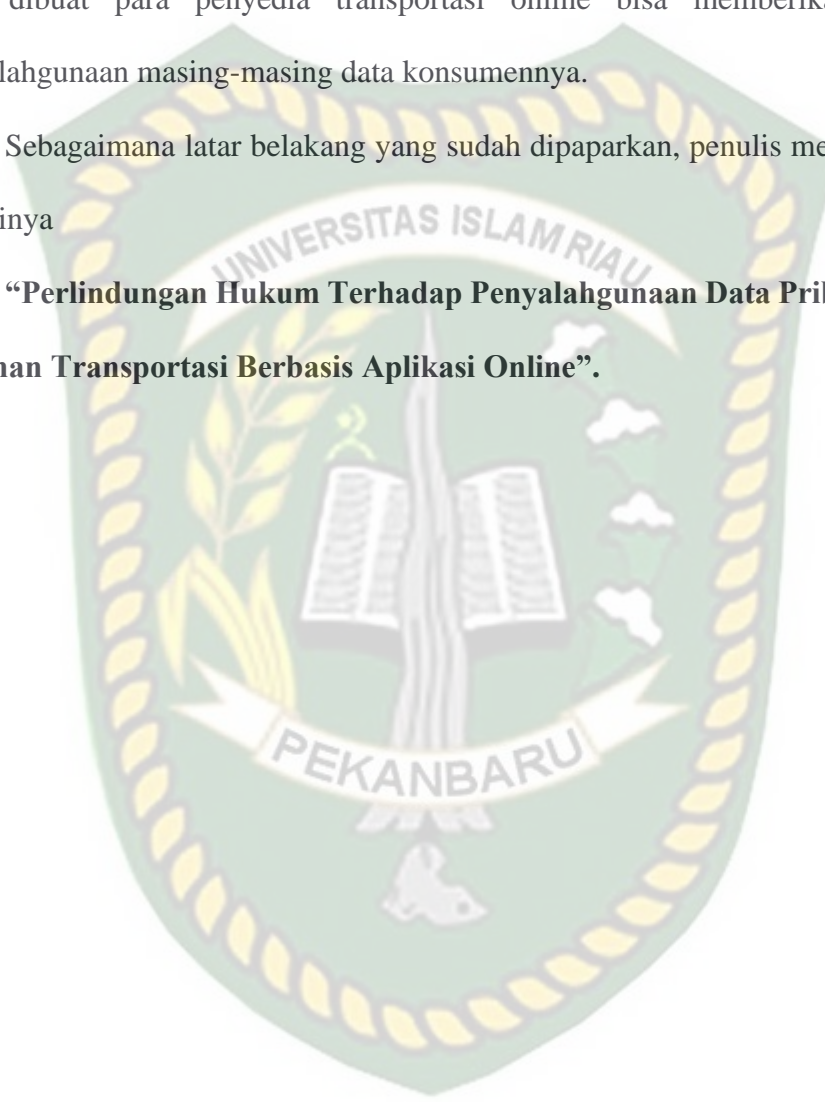 dibuat para penyedia transportasi online bisa memberika
lahgunaan masing-masing data konsumennya.
Sebagaimana latar belakang yang sudah dipaparkan, penulis me
inya
“Perlindungan Hukum Terhadap Penyalahgunaan Data Prib
nan Transportasi Berbasis Aplikasi Online”.
UNIVERSITAS ISLAM RIAU
PEKANBARU